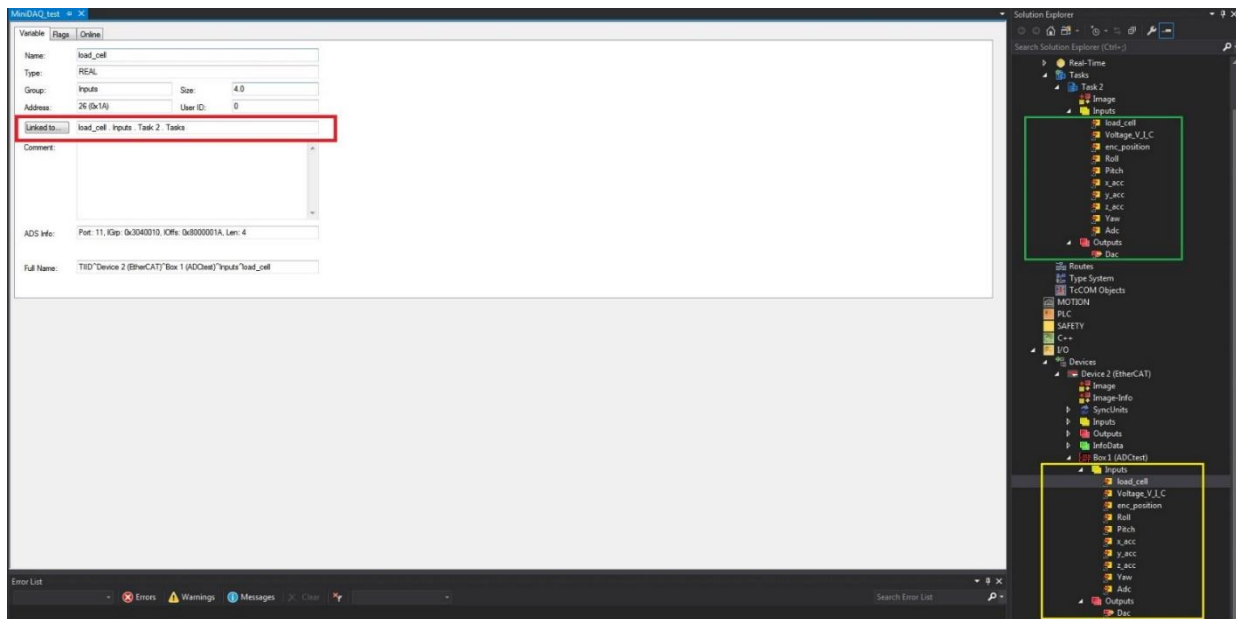 MiniDAQ_test
Variable Flags Online
Name: load_cell
Type: REAL
Group: Inputs Size: 4.0
Address: 26 (0x1A) User ID: 0
Linked to... load_cell . Inputs . Task 2 . Tasks
Comment:
ADS Info: Port: 11, IGrp: 0x3040010, IOffs: 0x8000001A, Len: 4
Full Name: TIID^Device 2 (EtherCAT)^Box 1 (ADCtest)^Inputs^load_cell
Error List
Errors Warnings Messages Clear
Search Error List
Solution Explorer
Search Solution Explorer (Ctrl+;)
Real-Time
Tasks
Task 2
Image
Inputs
load_cell
Voltage_V_I_C
enc_position
Roll
Pitch
x_acc
y_acc
z_acc
Yaw
Adc
Outputs
Dac
Routes
Type System
TcCOM Objects
MOTION
PLC
SAFETY
C++
I/O
Devices
Device 2 (EtherCAT)
Image
Image-Info
SyncUnits
Inputs
Outputs
InfoData
Box 1 (ADCtest)
Inputs
load_cell
Voltage_V_I_C
enc_position
Roll
Pitch
x_acc
y_acc
z_acc
Yaw
Adc
Outputs
Dac